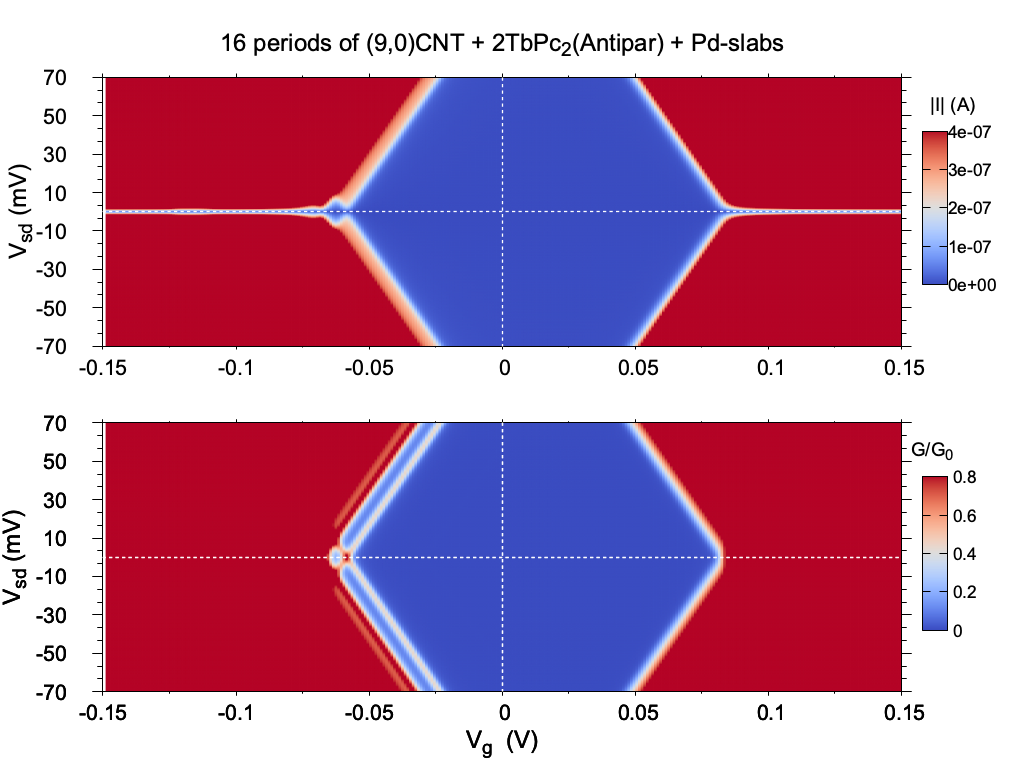 16 periods of (9,0)CNT + 2TbPc2(Antipar) + Pd-slabs
70
50
30
10
-10
-30
-50
-70
Vsd (mV)
-0.15 -0.1 -0.05 0 0.05 0.1 0.15
|I| (A)
4e-07
3e-07
2e-07
1e-07
0e+00
70
50
30
10
-10
-30
-50
-70
Vsd (mV)
-0.15 -0.1 -0.05 0 0.05 0.1 0.15
Vg (V)
G/G0
0.8
0.6
0.4
0.2
0